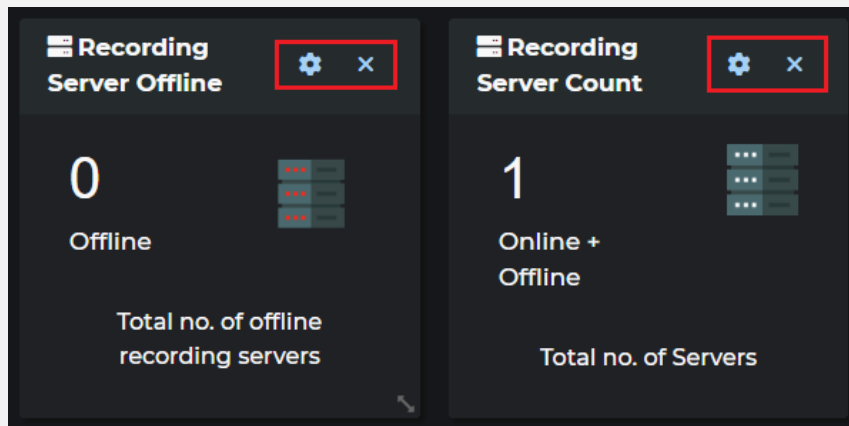 Recording
Server Offline
0
Offline
Total no. of offline
recording servers
Recording
Server Count
1
Online +
Offline
Total no. of Servers